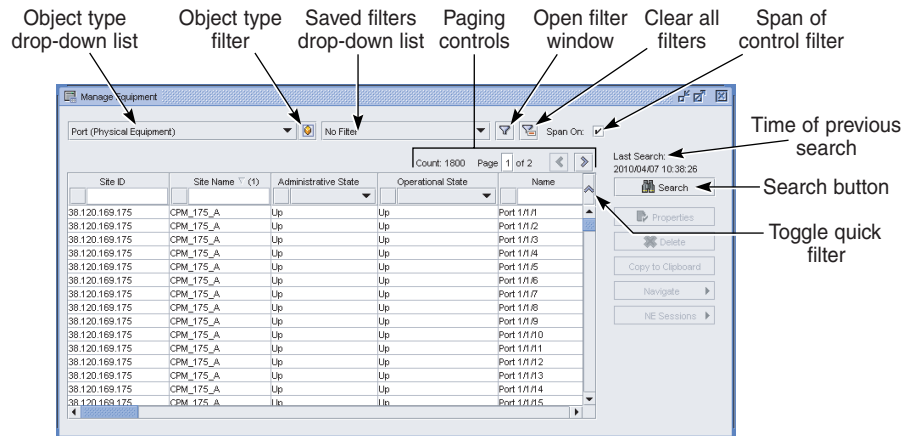 Object type
drop-down list
Object type
filter
Saved filters
drop-down list
Paging
controls
Open filter
window
Clear all
filters
Span of
control filter
Manage Equipment
Port (Physical Equipment)
No Filter
Span On:
Count: 1800 Page 1 of 2
Time of previous
search
Last Search:
2010/04/07 10:38:26
Search
Search button
Properties
Delete
Copy to Clipboard
Navigate
NE Sessions
Toggle quick
filter
Site ID Site Name (1) Administrative State Operational State Name
38.120.169.175 CPM_175_A Up Up Port 1/1/1
38.120.169.175 CPM_175_A Up Up Port 1/1/2
38.120.169.175 CPM_175_A Up Up Port 1/1/3
38.120.169.175 CPM_175_A Up Up Port 1/1/4
38.120.169.175 CPM_175_A Up Up Port 1/1/5
38.120.169.175 CPM_175_A Up Up Port 1/1/6
38.120.169.175 CPM_175_A Up Up Port 1/1/7
38.120.169.175 CPM_175_A Up Up Port 1/1/8
38.120.169.175 CPM_175_A Up Up Port 1/1/9
38.120.169.175 CPM_175_A Up Up Port 1/1/10
38.120.169.175 CPM_175_A Up Up Port 1/1/11
38.120.169.175 CPM_175_A Up Up Port 1/1/12
38.120.169.175 CPM_175_A Up Up Port 1/1/13
38.120.169.175 CPM_175_A Up Up Port 1/1/14
38.120.169.175 CPM_175_A Up Up Port 1/1/15